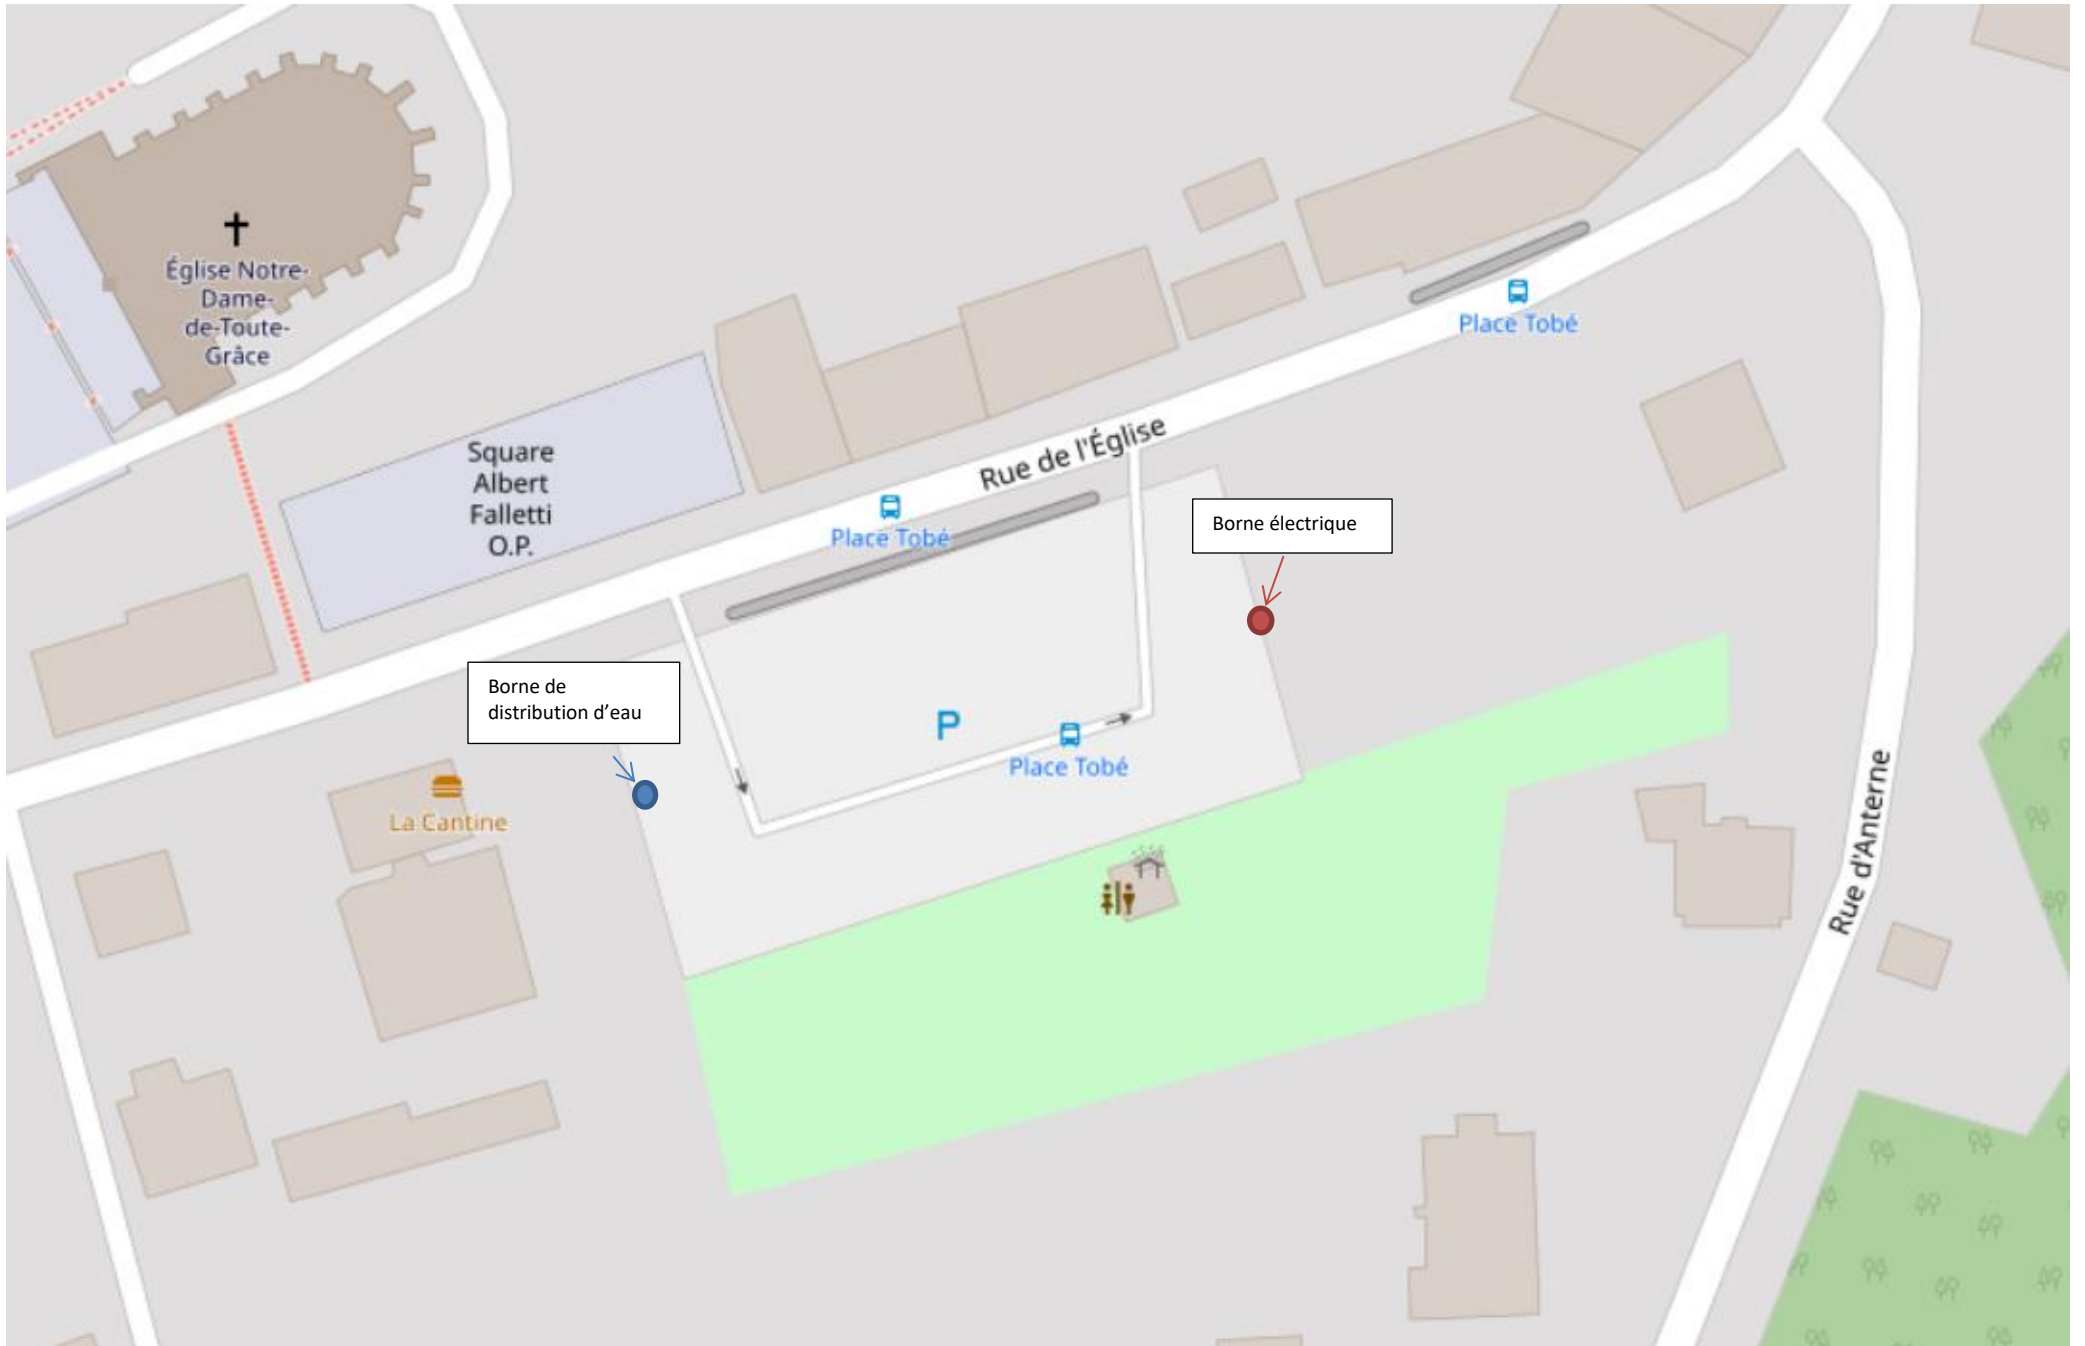 Église Notre-
Dame-
de-Toute-
Grâce
Place Tobé
Rue de l'Église
Square
Albert
Falletti
O.P.
Place Tobé
Borne électrique
Borne de
distribution d’eau
P
Place Tobé
La Cantine
Rue d'Anterne